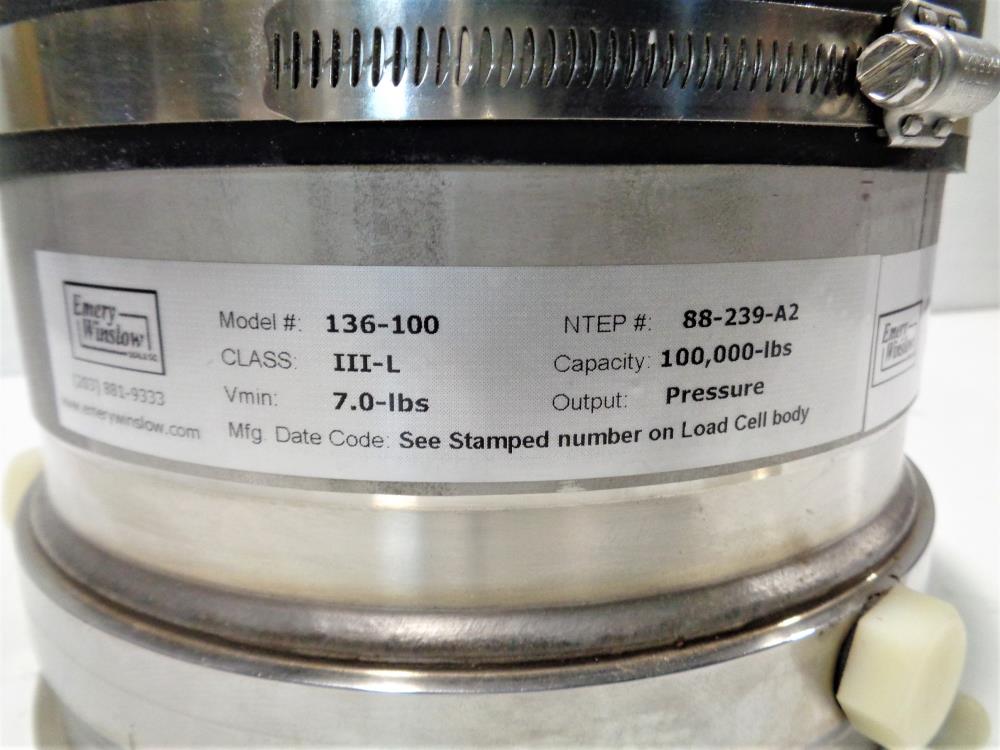 Emery
Winslow
SCALE CO.
(203) 881-9333
www.emerywinslow.com
Model #: 136-100
CLASS: III-L
Vmin: 7.0-lbs
NTEP #: 88-239-A2
Capacity: 100,000-lbs
Output: Pressure
Mfg. Date Code: See Stamped number on Load Cell body
Emery
Winslow